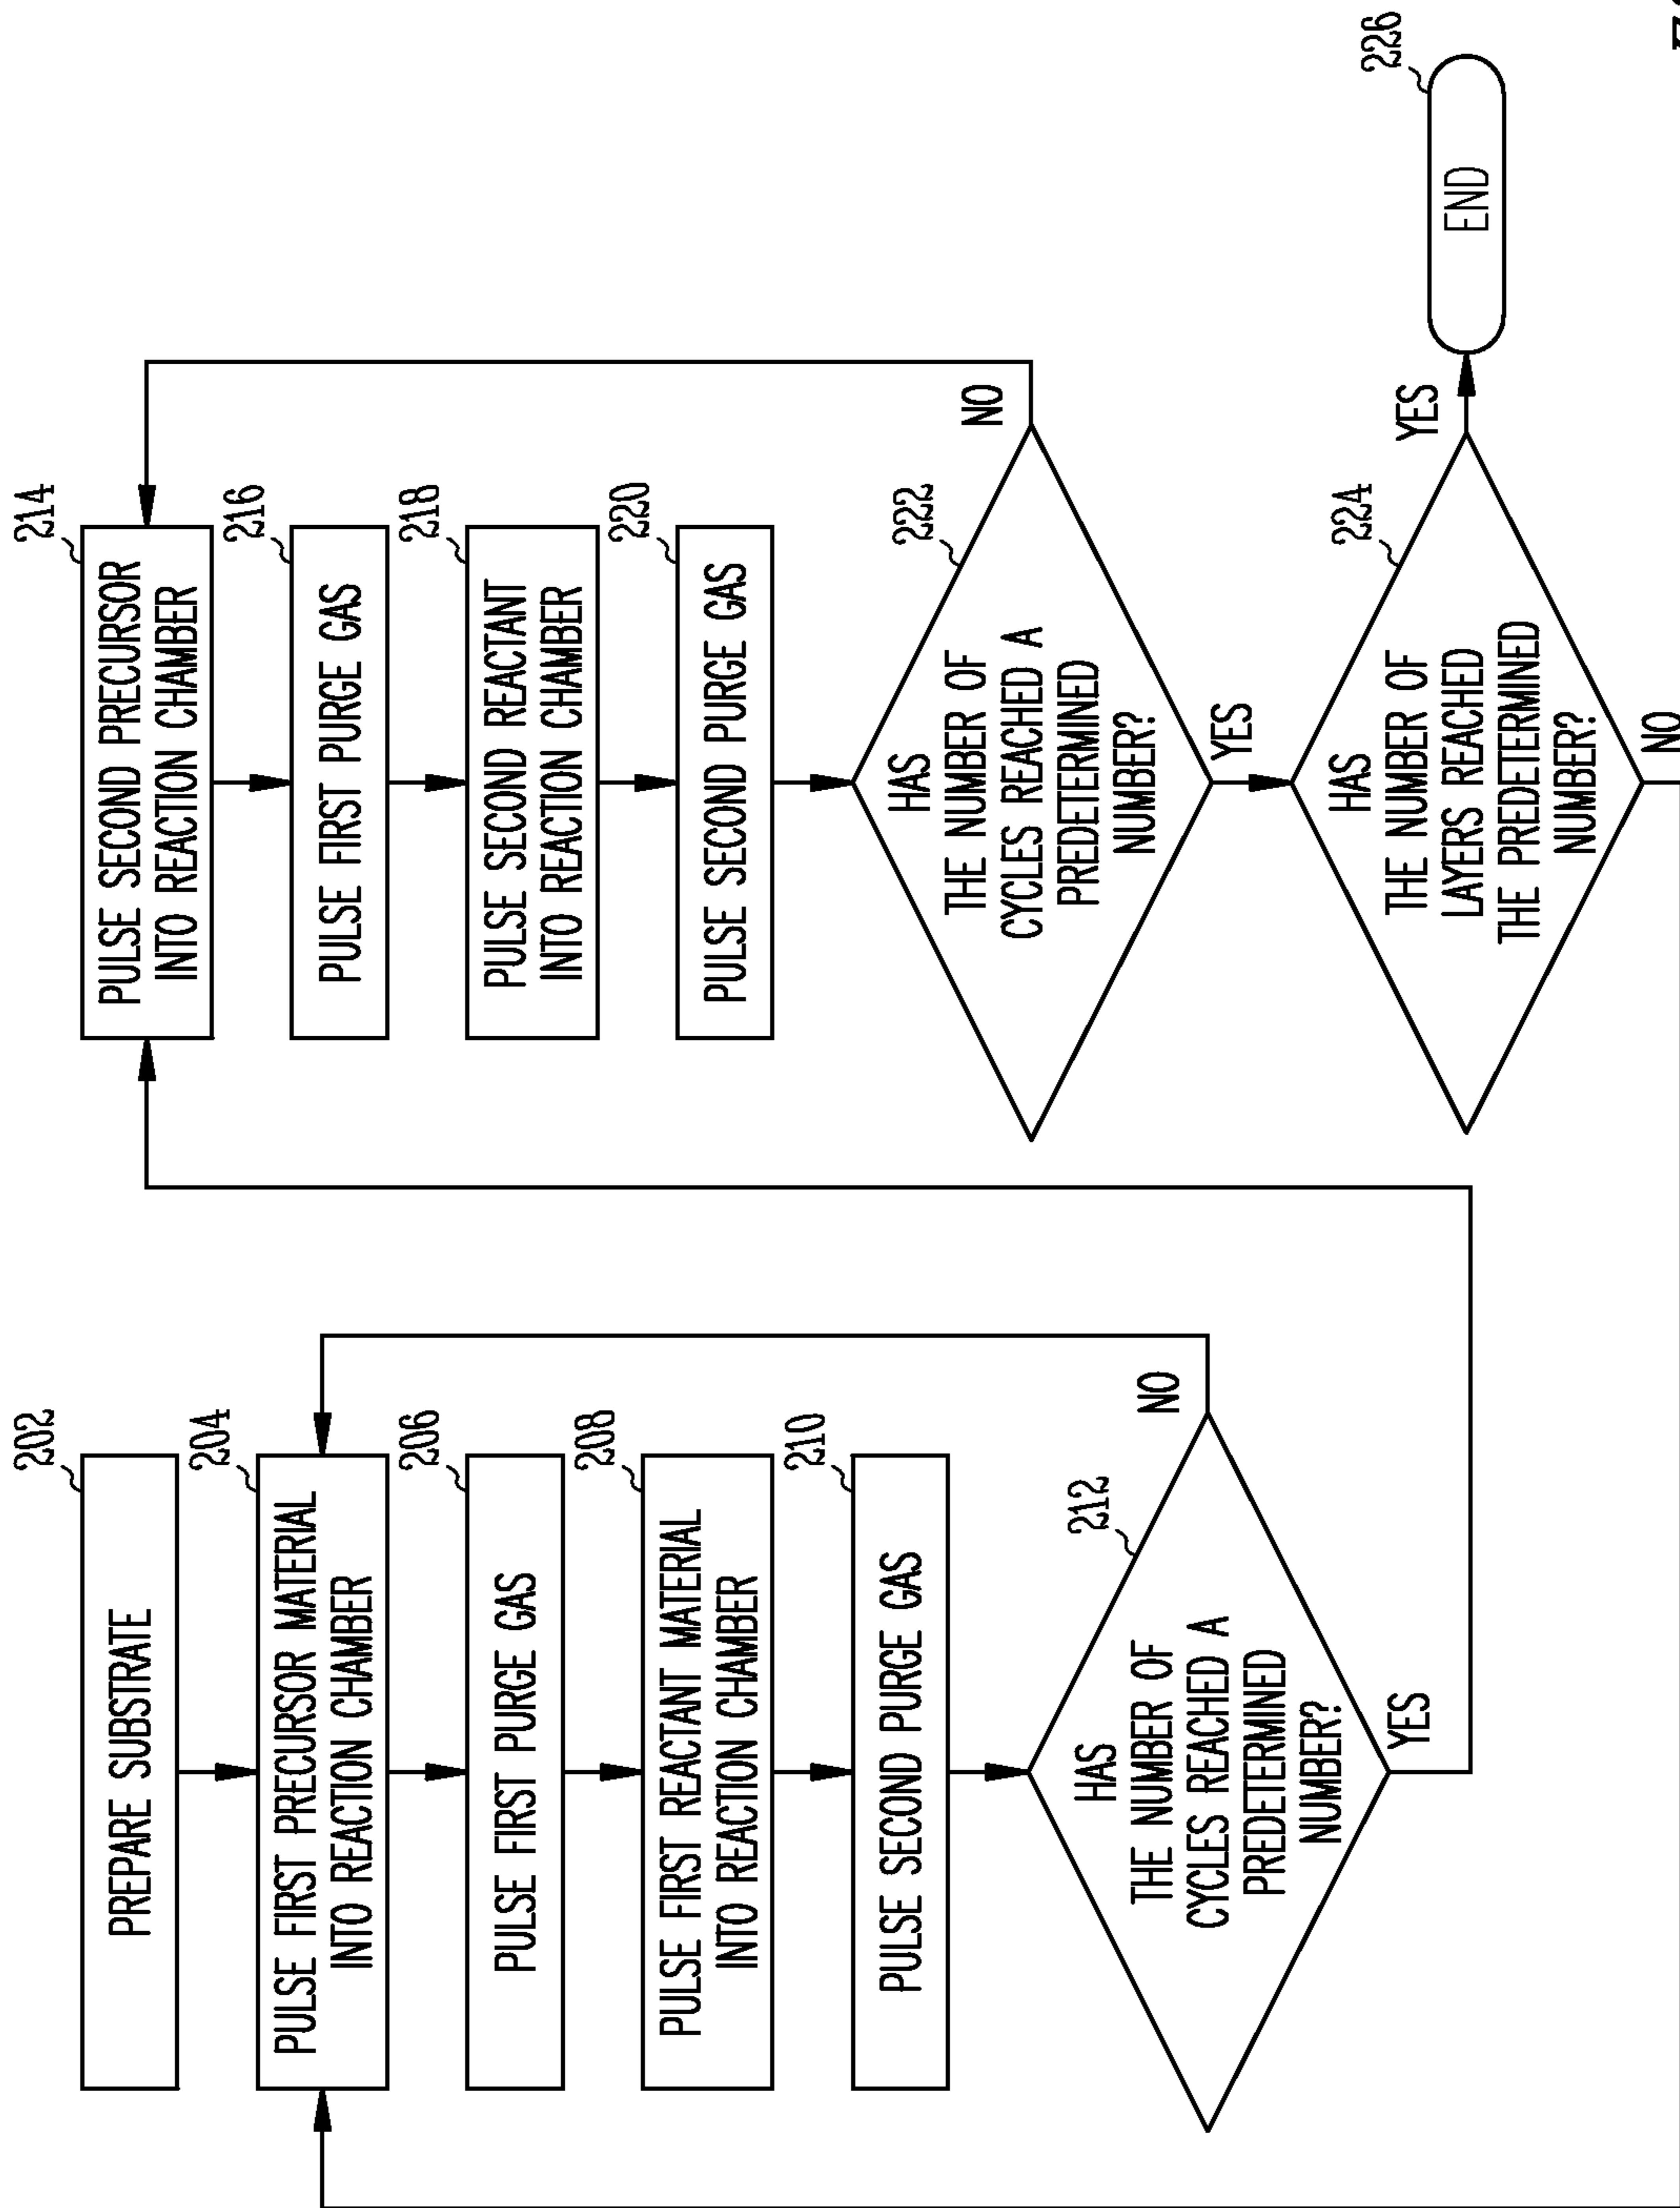 202
PREPARE SUBSTRATE
204
PULSE FIRST PRECURSOR MATERIAL
INTO REACTION CHAMBER
206
PULSE FIRST PURGE GAS
208
PULSE FIRST REACTANT MATERIAL
INTO REACTION CHAMBER
210
PULSE SECOND PURGE GAS
212
HAS
THE NUMBER OF
CYCLES REACHED A
PREDETERMINED
NUMBER?
NO
YES
214
PULSE SECOND PRECURSOR
INTO REACTION CHAMBER
216
PULSE FIRST PURGE GAS
218
PULSE SECOND REACTANT
INTO REACTION CHAMBER
220
PULSE SECOND PURGE GAS
222
HAS
THE NUMBER OF
CYCLES REACHED A
PREDETERMINED
NUMBER?
NO
YES
224
HAS
THE NUMBER OF
LAYERS REACHED
THE PREDETERMINED
NUMBER?
YES
NO
226
END